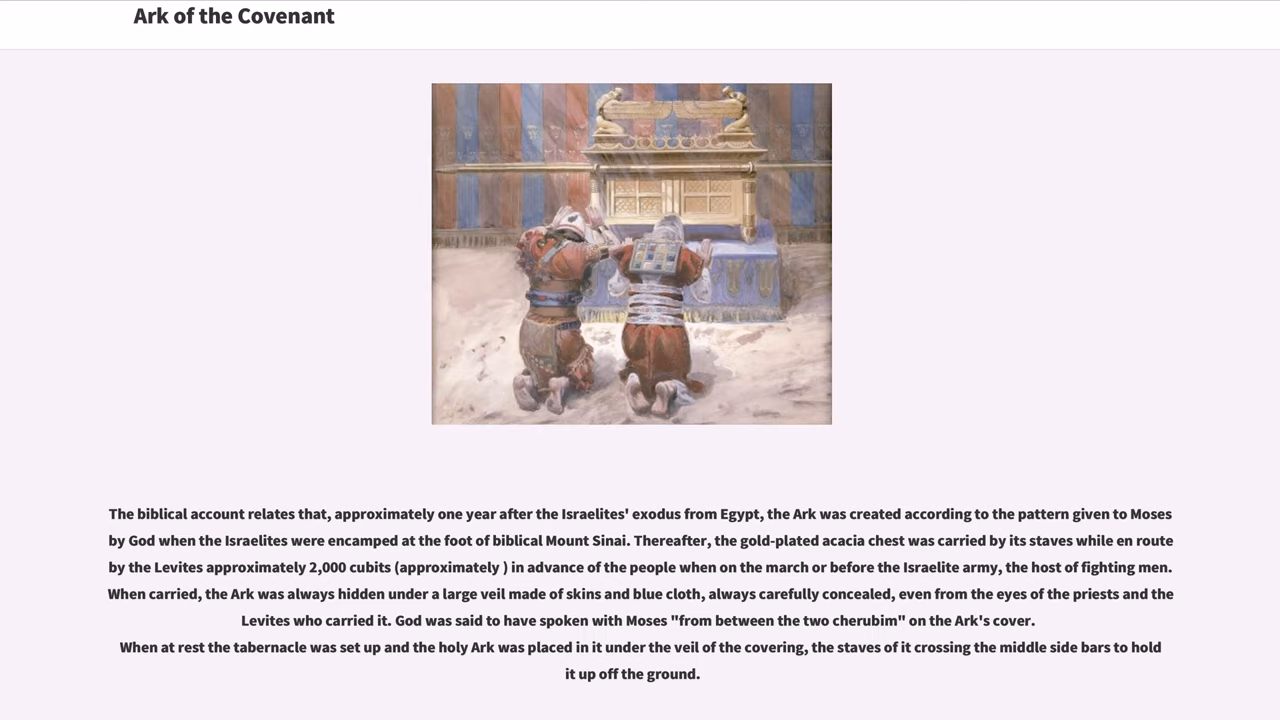 Ark of the Covenant
The biblical account relates that, approximately one year after the Israelites' exodus from Egypt, the Ark was created according to the pattern given to Moses
by God when the Israelites were encamped at the foot of biblical Mount Sinai. Thereafter, the gold-plated acacia chest was carried by its staves while en route
by the Levites approximately 2,000 cubits (approximately ) in advance of the people when on the march or before the Israelite army, the host of fighting men.
When carried, the Ark was always hidden under a large veil made of skins and blue cloth, always carefully concealed, even from the eyes of the priests and the
Levites who carried it. God was said to have spoken with Moses "from between the two cherubim" on the Ark's cover.
When at rest the tabernacle was set up and the holy Ark was placed in it under the veil of the covering, the staves of it crossing the middle side bars to hold
it up off the ground.